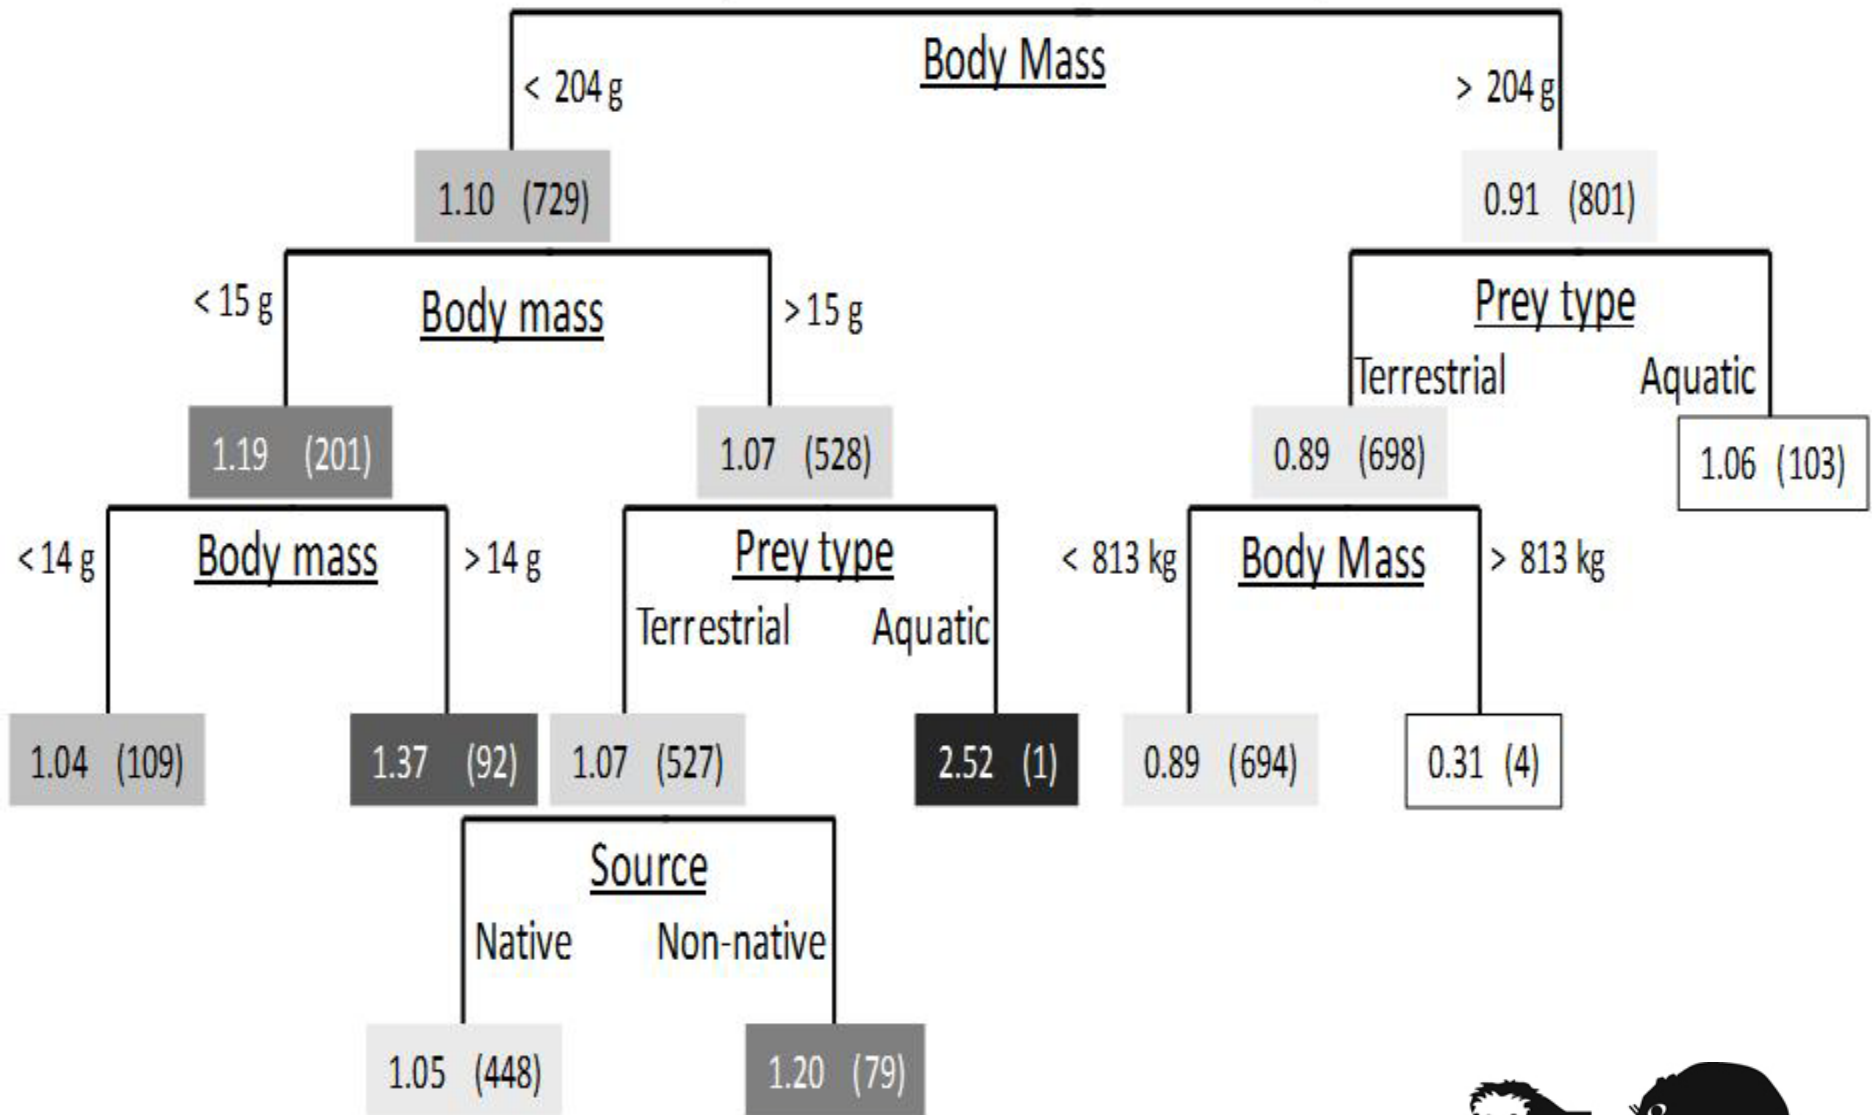 Body Mass
< 204 g
> 204 g
1.10 (729)
0.91 (801)
< 15 g
Body mass
> 15 g
Prey type
Terrestrial
Aquatic
1.19 (201)
1.07 (528)
0.89 (698)
1.06 (103)
< 14 g
Body mass
> 14 g
Prey type
Terrestrial
Aquatic
< 813 kg
Body Mass
> 813 kg
1.04 (109)
1.37 (92)
1.07 (527)
2.52 (1)
0.89 (694)
0.31 (4)
Source
Native
Non-native
1.05 (448)
1.20 (79)